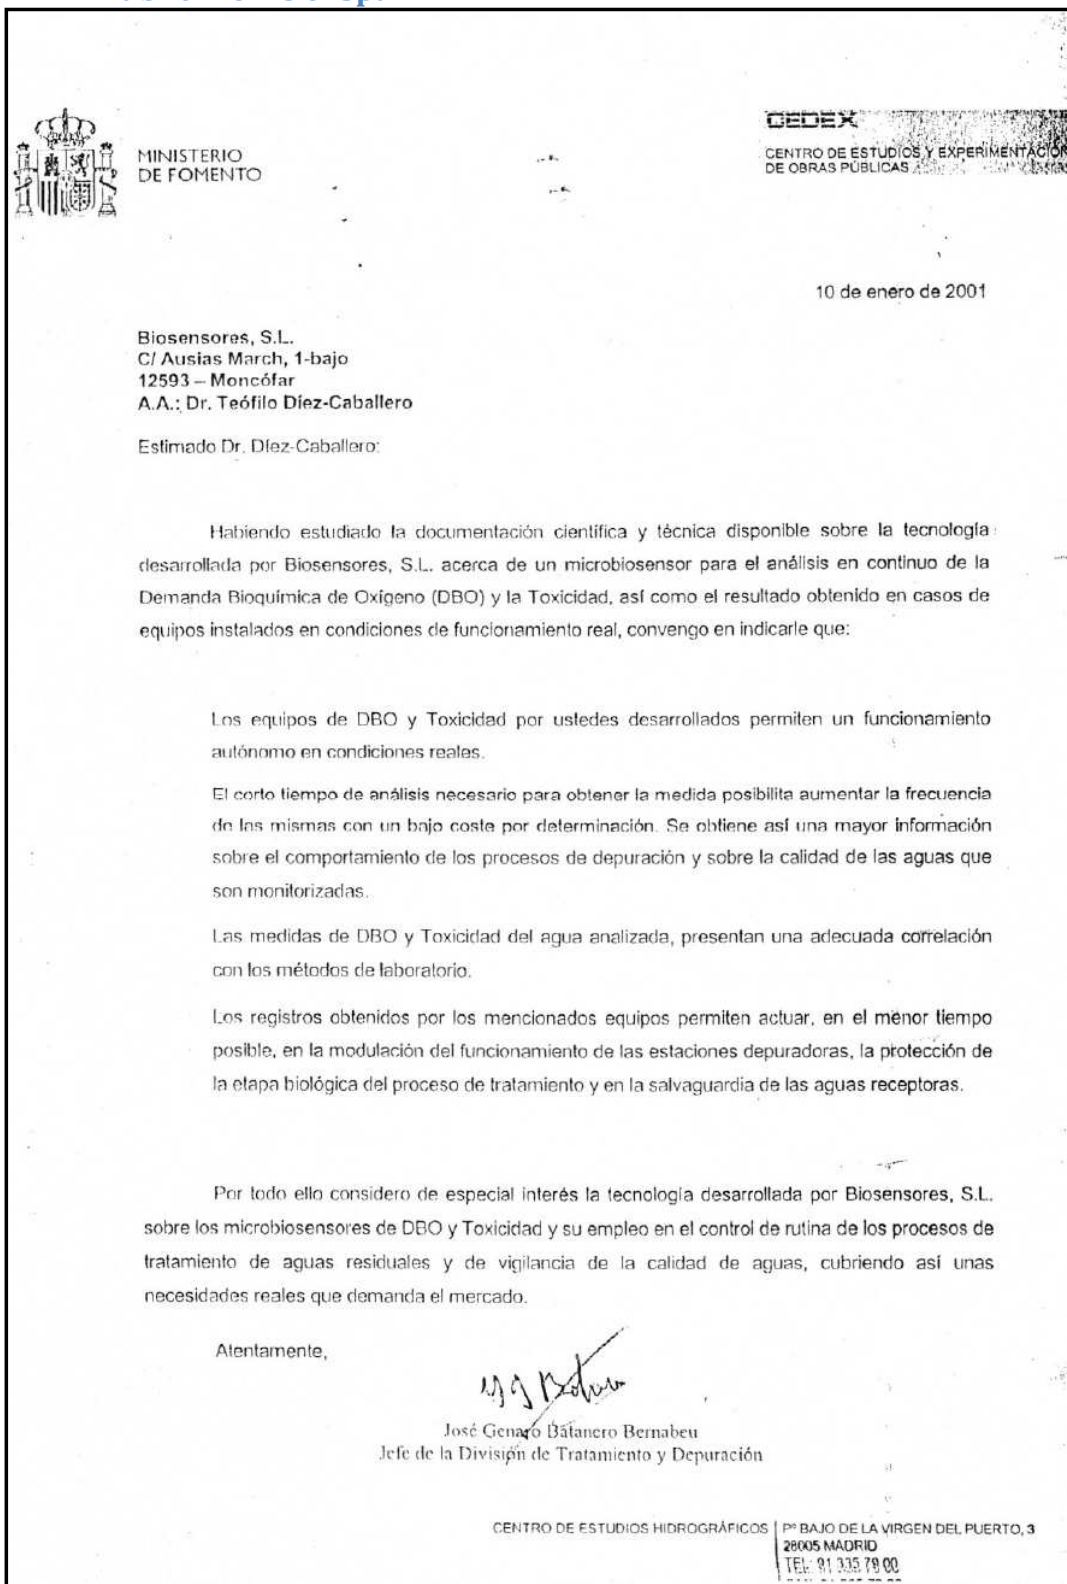 MINISTERIO
DE FOMENTO
CEDEX
CENTRO DE ESTUDIOS Y EXPERIMENTACIÓN
DE OBRAS PÚBLICAS
10 de enero de 2001
Biosensores, S.L.
C/ Ausias March, 1-bajo
12593 – Moncófar
A.A.: Dr. Teófilo Díez-Caballero
Estimado Dr. Díez-Caballero:
Habiendo estudiado la documentación científica y técnica disponible sobre la tecnología
desarrollada por Biosensores, S.L. acerca de un microbiosensor para el análisis en continuo de la
Demanda Bioquímica de Oxígeno (DBO) y la Toxicidad, así como el resultado obtenido en casos de
equipos instalados en condiciones de funcionamiento real, convengo en indicarle que:
Los equipos de DBO y Toxicidad por ustedes desarrollados permiten un funcionamiento
autónomo en condiciones reales.
El corto tiempo de análisis necesario para obtener la medida posibilita aumentar la frecuencia
de las mismas con un bajo coste por determinación. Se obtiene así una mayor información
sobre el comportamiento de los procesos de depuración y sobre la calidad de las aguas que
son monitorizadas.
Las medidas de DBO y Toxicidad del agua analizada, presentan una adecuada correlación
con los métodos de laboratorio.
Los registros obtenidos por los mencionados equipos permiten actuar, en el menor tiempo
posible, en la modulación del funcionamiento de las estaciones depuradoras, la protección de
la etapa biológica del proceso de tratamiento y en la salvaguardia de las aguas receptoras.
Por todo ello considero de especial interés la tecnología desarrollada por Biosensores, S.L.
sobre los microbiosensores de DBO y Toxicidad y su empleo en el control de rutina de los procesos de
tratamiento de aguas residuales y de vigilancia de la calidad de aguas, cubriendo así unas
necesidades reales que demanda el mercado.
Atentamente,
José Genaro Batanero Bernabeu
Jefe de la División de Tratamiento y Depuración
CENTRO DE ESTUDIOS HIDROGRÁFICOS
Pº BAJO DE LA VIRGEN DEL PUERTO, 3
28005 MADRID
TEL: 91 335 79 00